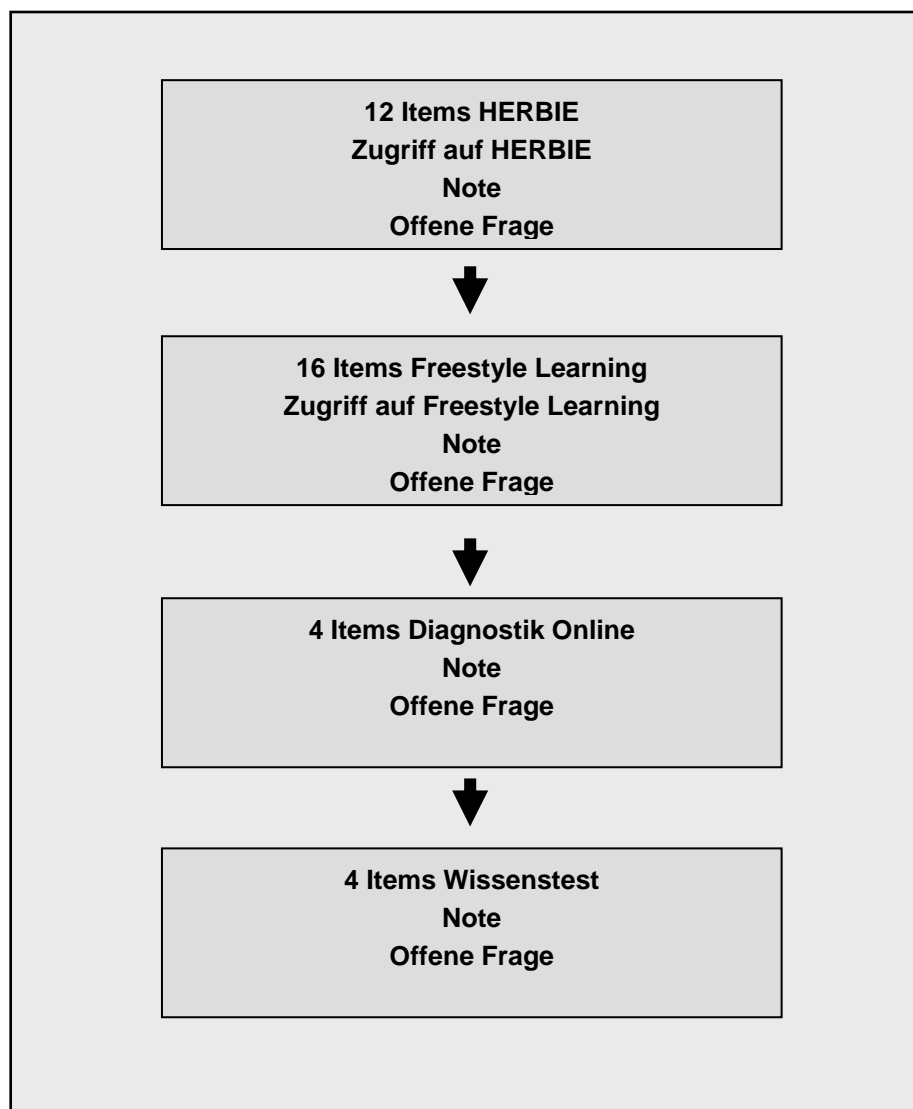 12 Items HERBIE
Zugriff auf HERBIE
Note
Offene Frage
16 Items Freestyle Learning
Zugriff auf Freestyle Learning
Note
Offene Frage
4 Items Diagnostik Online
Note
Offene Frage
4 Items Wissenstest
Note
Offene Frage